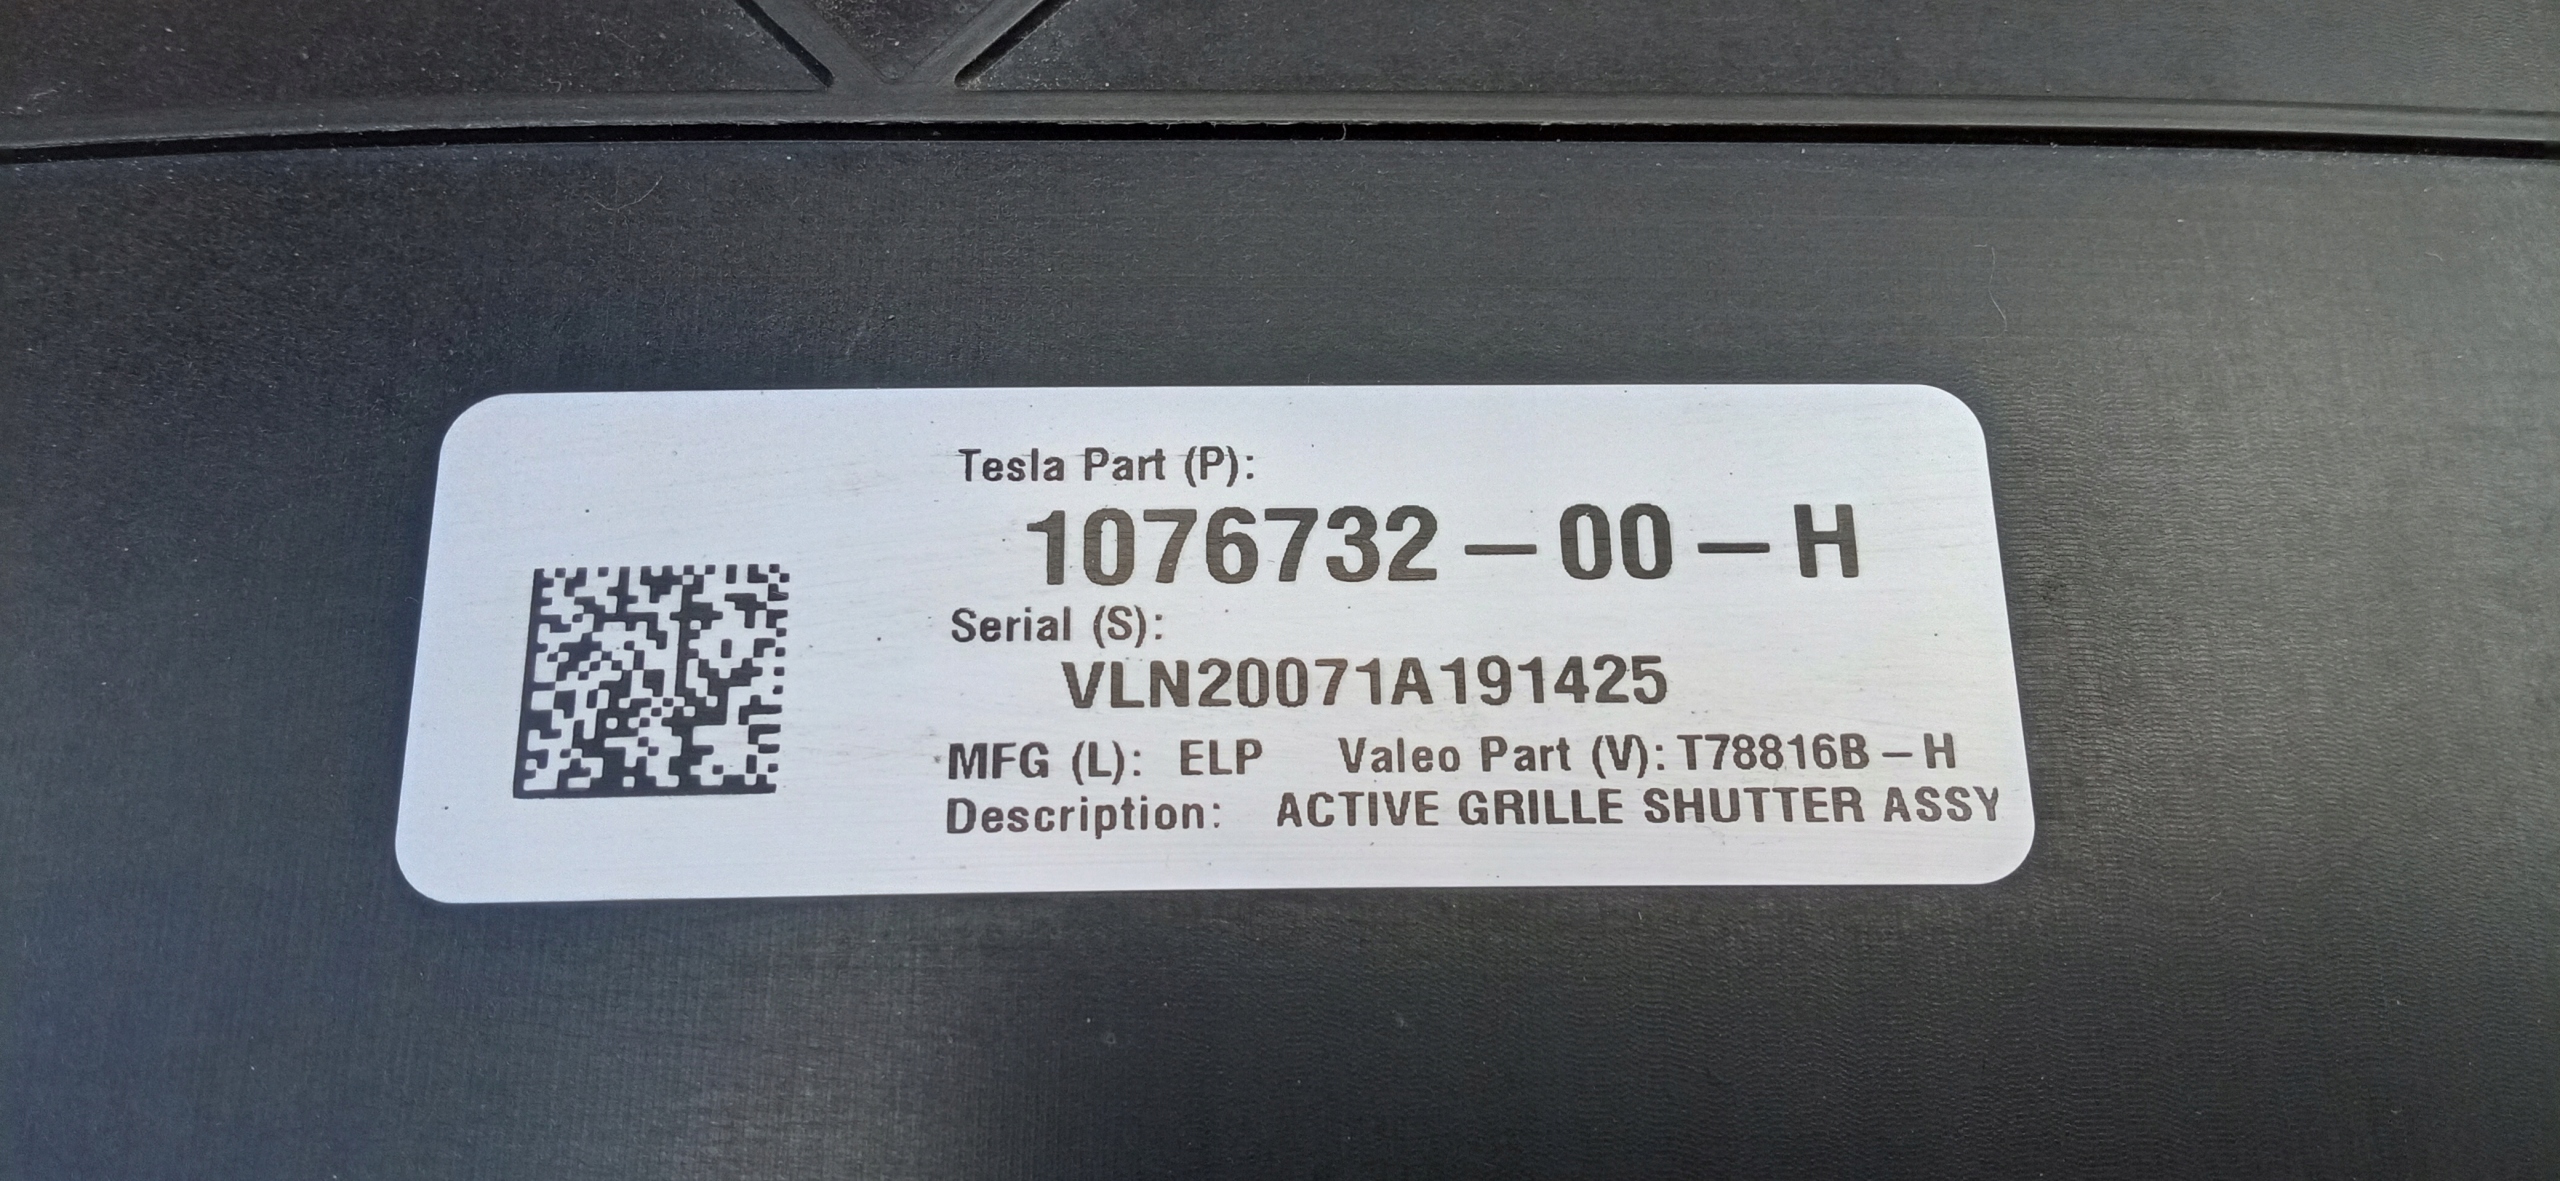 Tesla Part (P):
1076732-00-H
Serial (S):
VLN20071A191425
MFG (L): ELP Valeo Part (V): T78816B-H
Description: ACTIVE GRILLE SHUTTER ASSY